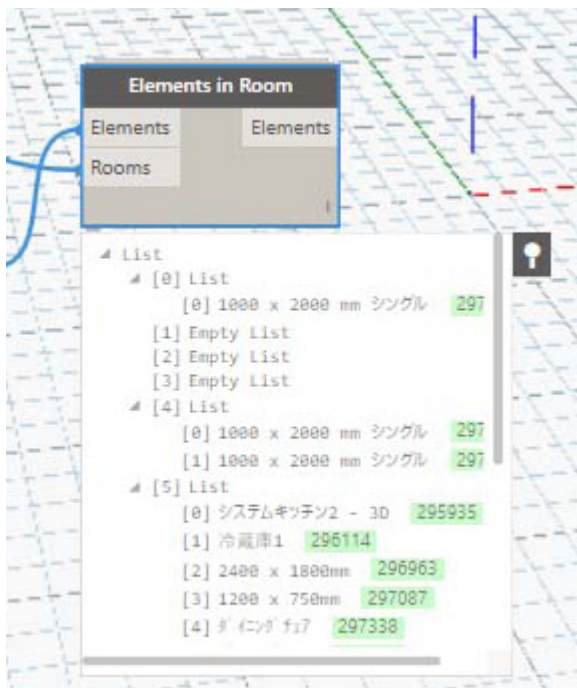 Elements in Room
Elements Elements
Rooms
List
[0] List
[0] 1000 x 2000 mm シングル 297
[1] Empty List
[2] Empty List
[3] Empty List
[4] List
[0] 1000 x 2000 mm シングル 297
[1] 1000 x 2000 mm シングル 297
[5] List
[0] システムキッチン2 - 3D 295935
[1] 冷蔵庫1 296114
[2] 2400 x 1800mm 296963
[3] 1200 x 750mm 297087
[4] ﾀﾞｲﾆﾝｸﾞﾁｪｱ 297338